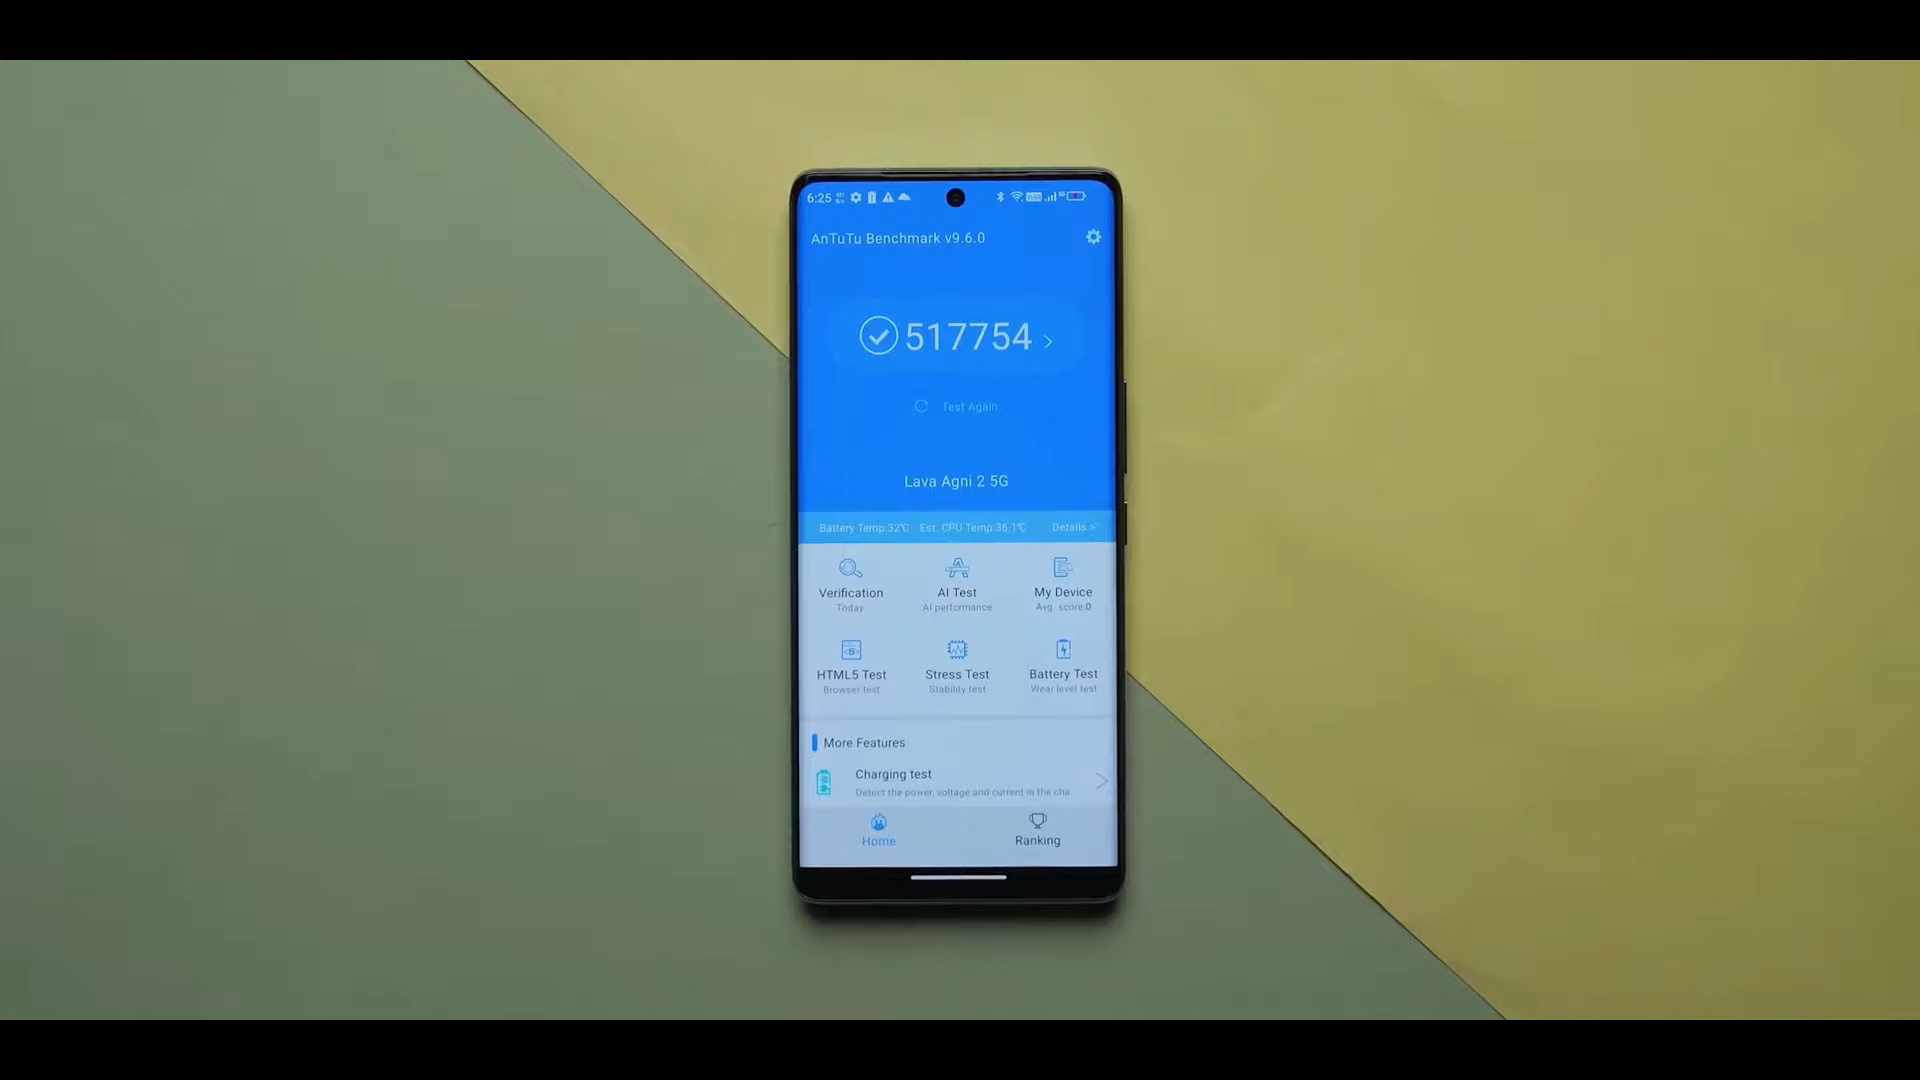 6:25
AnTuTu Benchmark v9.6.0
517754
Test Again
Lava Agni 2 5G
Battery Temp:32℃ Est. CPU Temp:36.1℃ Details >
Verification AI Test My Device
Today AI performance Avg. score:0
HTML5 Test Stress Test Battery Test
Browser test Stability test Wear level test
More Features
Charging test
Detect the power, voltage and current in the cha
Home Ranking